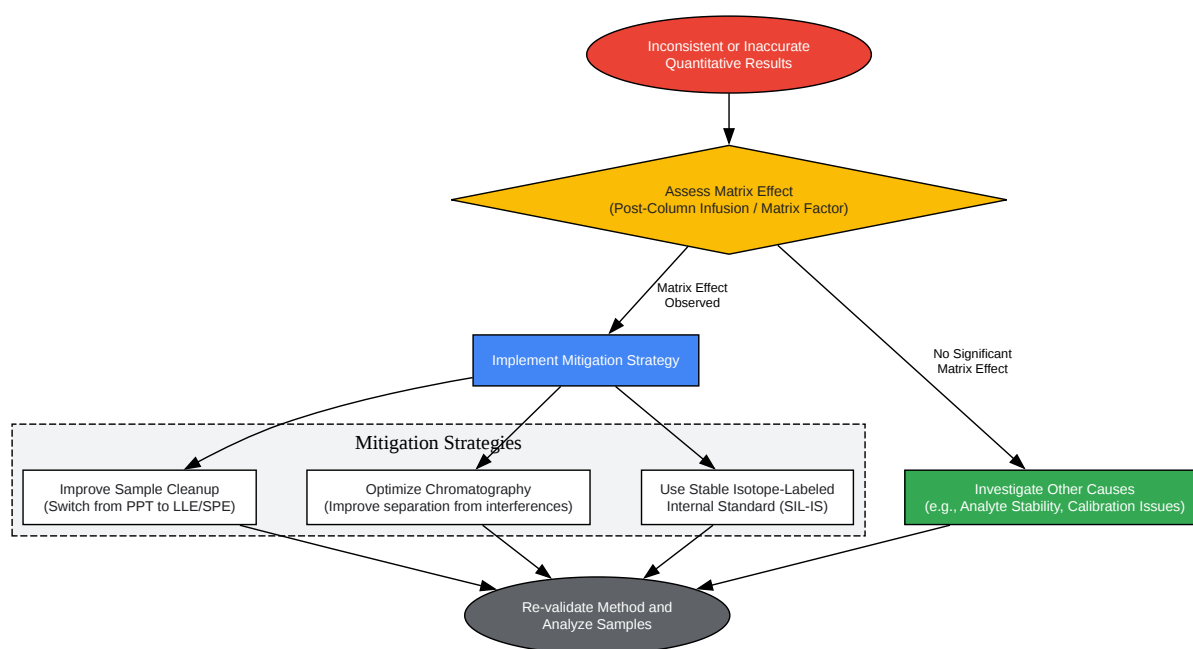 Inconsistent or Inaccurate
Quantitative Results
Assess Matrix Effect
(Post-Column Infusion / Matrix Factor)
Matrix Effect
Observed
No Significant
Matrix Effect
Implement Mitigation Strategy
Mitigation Strategies
Improve Sample Cleanup
(Switch from PPT to LLE/SPE)
Optimize Chromatography
(Improve separation from interferences)
Use Stable Isotope-Labeled
Internal Standard (SIL-IS)
Investigate Other Causes
(e.g., Analyte Stability, Calibration Issues)
Re-validate Method and
Analyze Samples